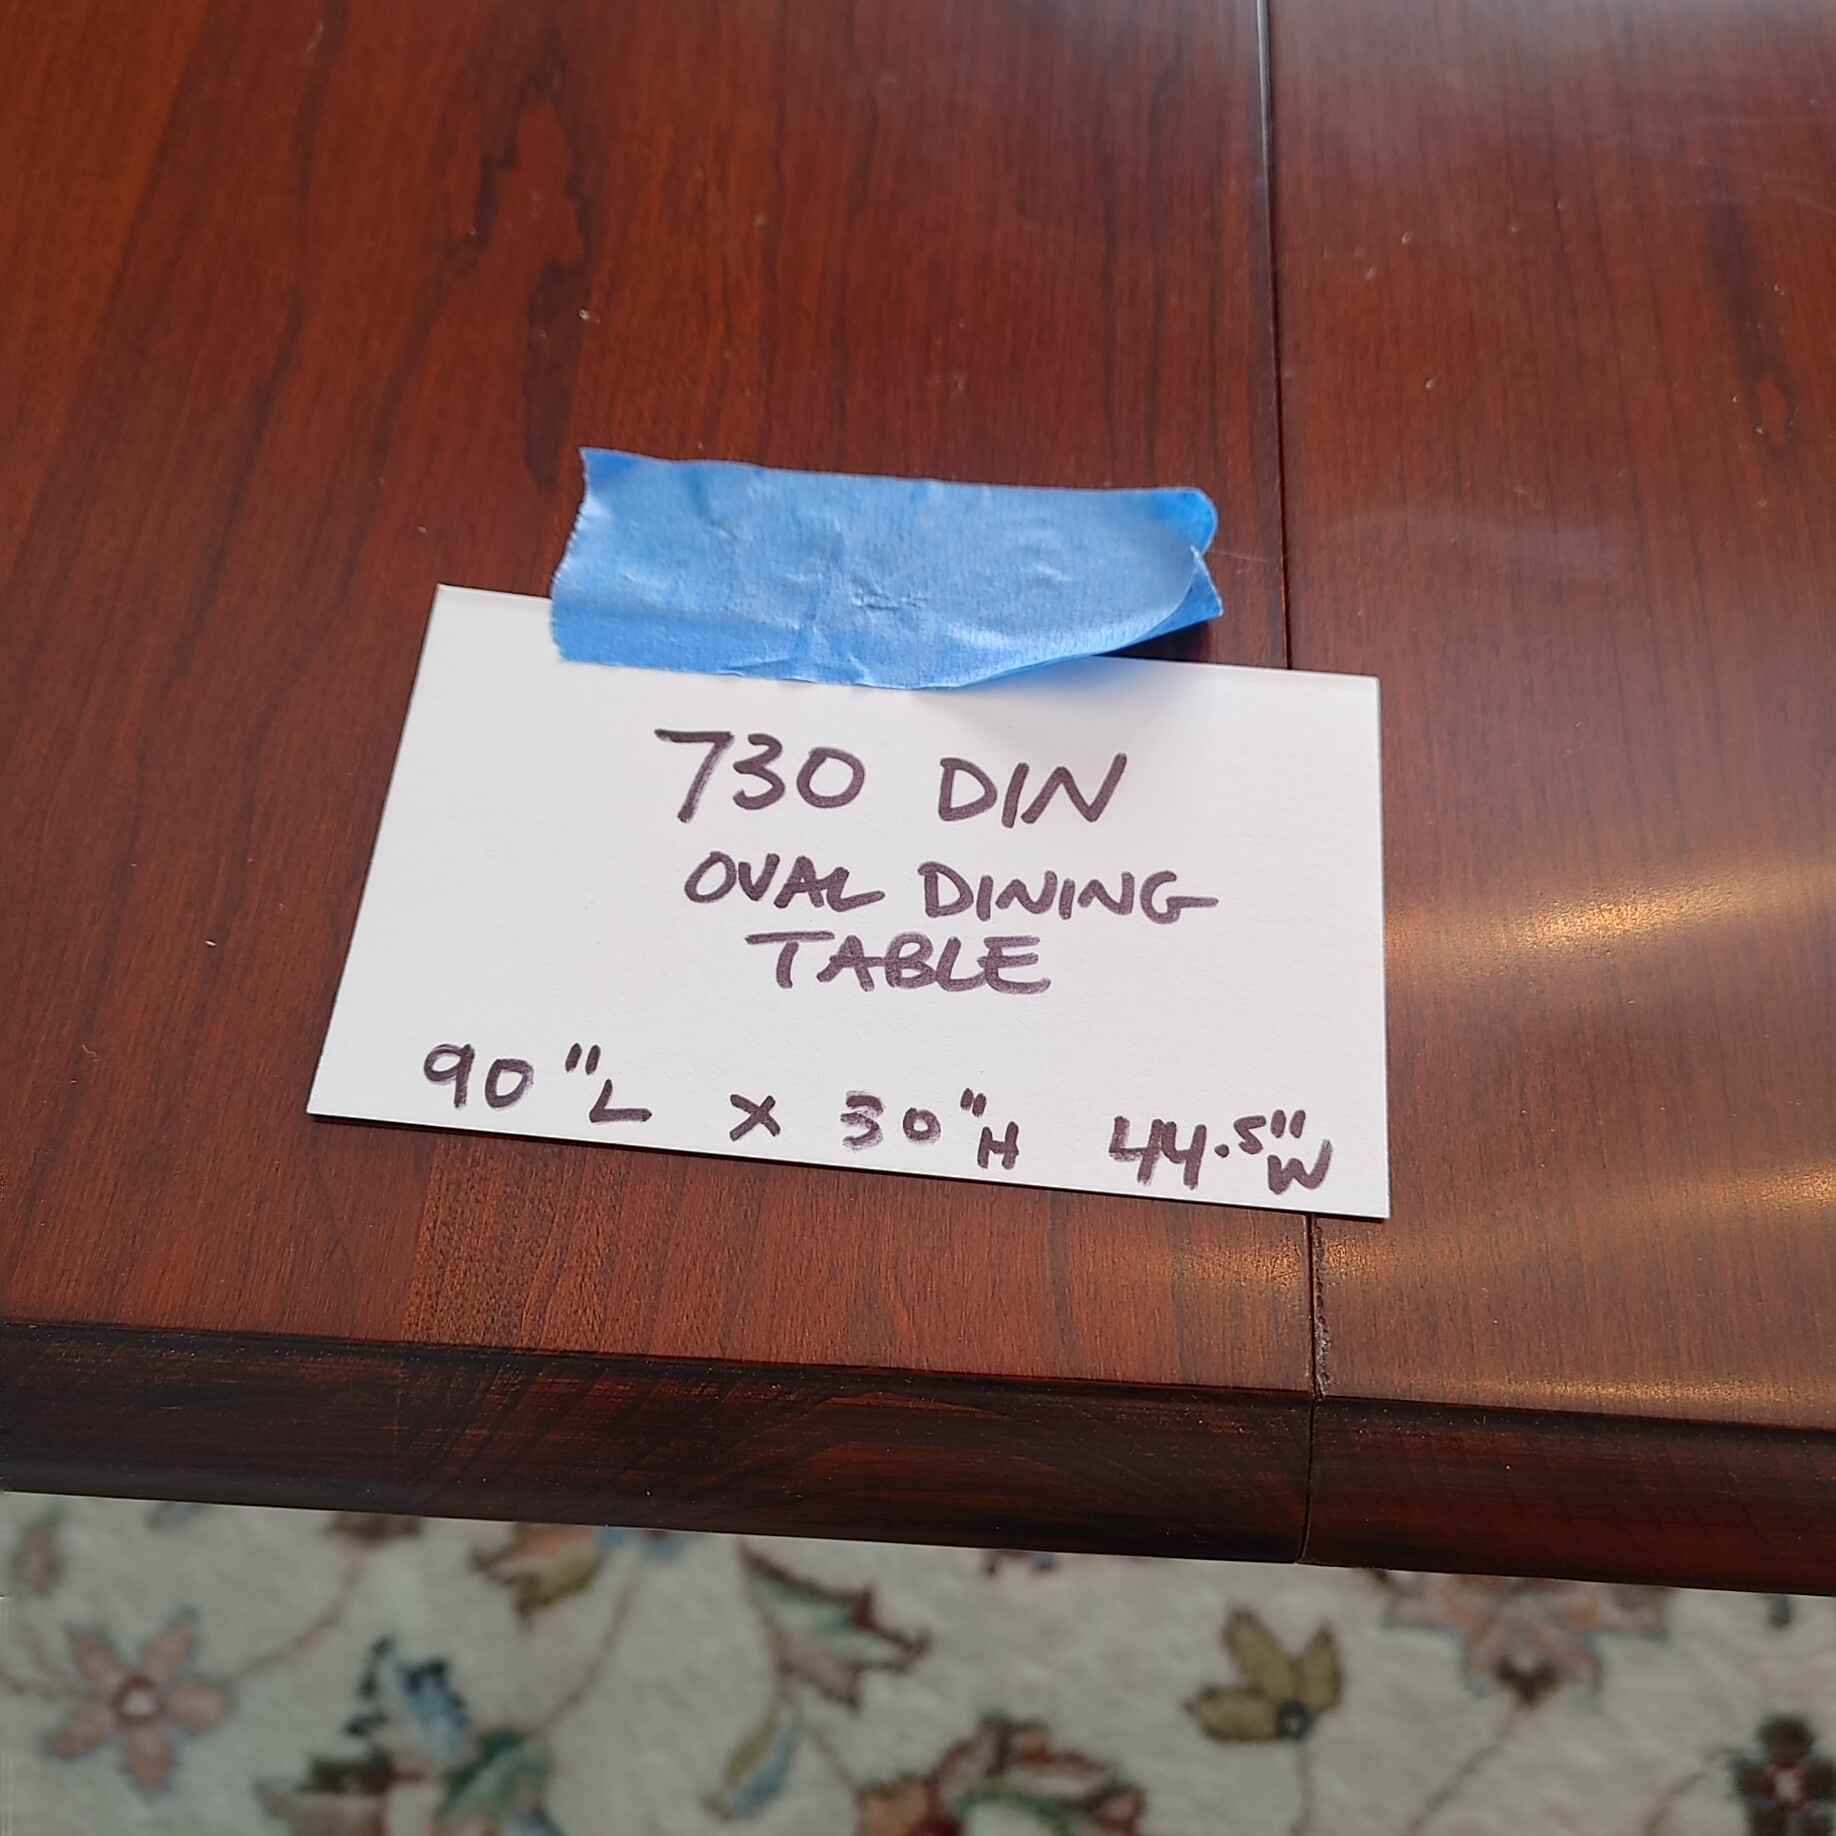 730 DIN
OVAL DINING
TABLE
90"L x 30"H 44.5"W